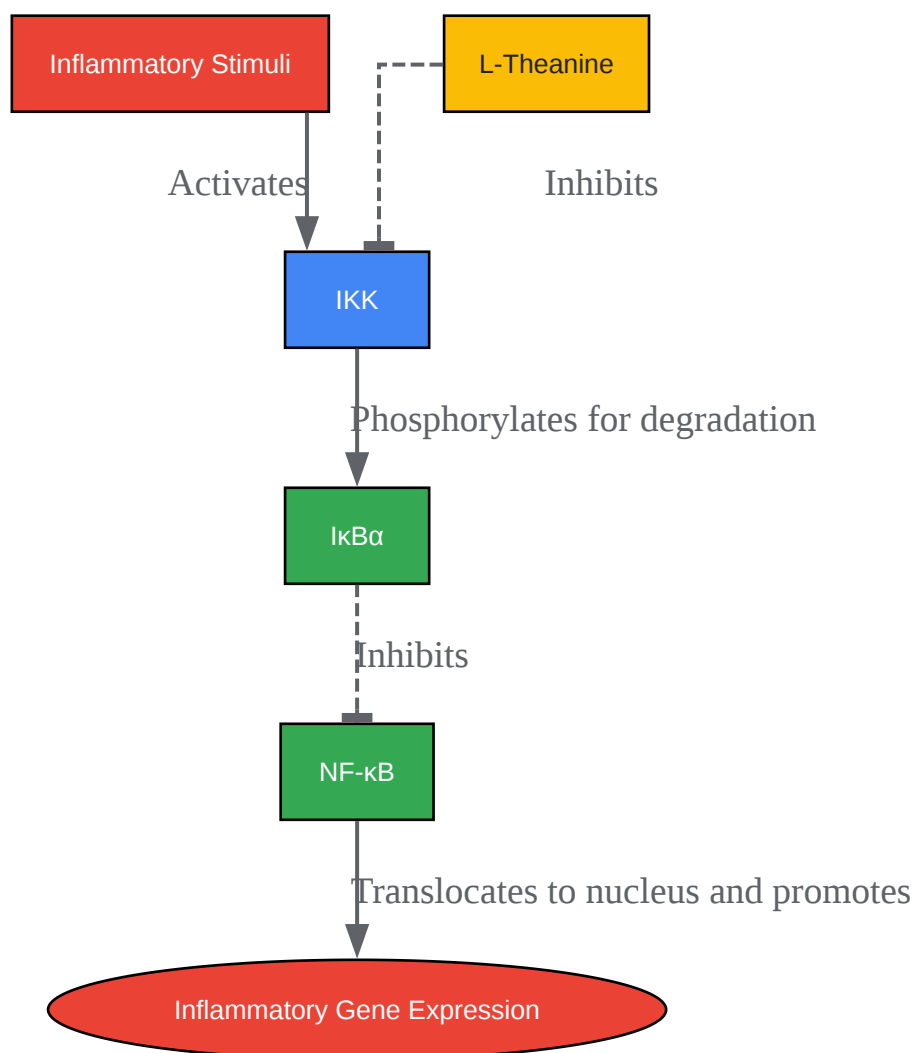 Inflammatory Stimuli
L-Theanine
Activates
Inhibits
IKK
Phosphorylates for degradation
IκBα
Inhibits
NF-κB
Translocates to nucleus and promotes
Inflammatory Gene Expression